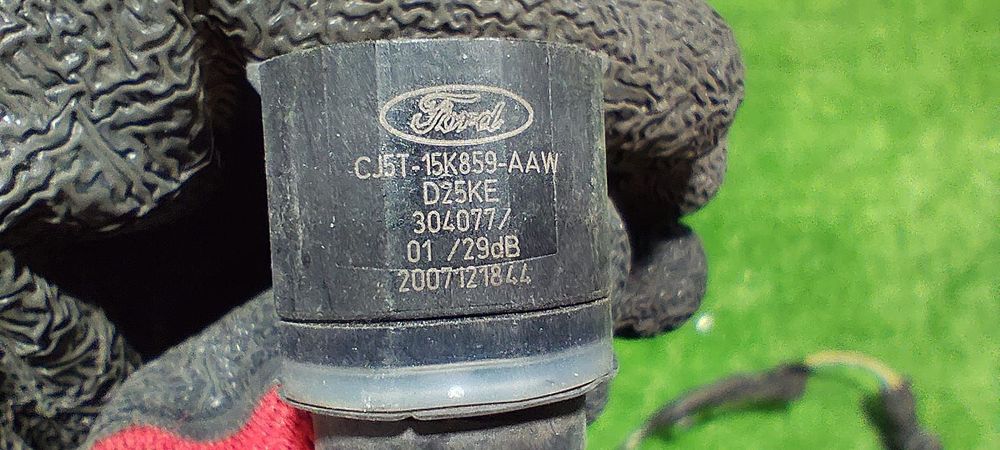 Ford
CJ5T-15K859-AAW
D25KE
304077/
01 /29dB
2007121844